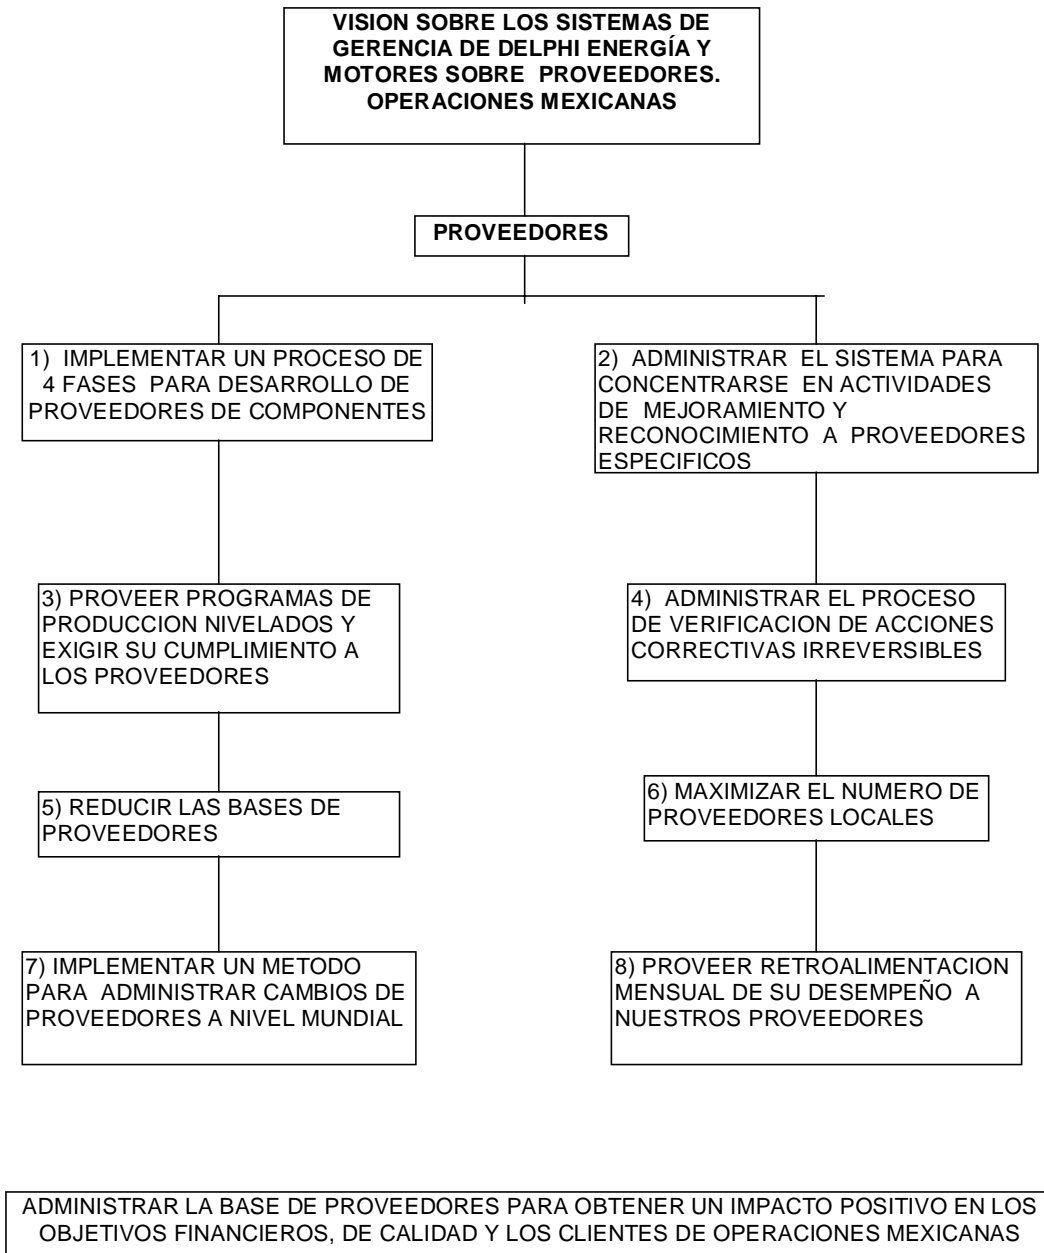 VISION SOBRE LOS SISTEMAS DE
GERENCIA DE DELPHI ENERGÍA Y
MOTORES SOBRE PROVEEDORES.
OPERACIONES MEXICANAS
PROVEEDORES
1) IMPLEMENTAR UN PROCESO DE
4 FASES PARA DESARROLLO DE
PROVEEDORES DE COMPONENTES
2) ADMINISTRAR EL SISTEMA PARA
CONCENTRARSE EN ACTIVIDADES
DE MEJORAMIENTO Y
RECONOCIMIENTO A PROVEEDORES
ESPECIFICOS
3) PROVEER PROGRAMAS DE
PRODUCCION NIVELADOS Y
EXIGIR SU CUMPLIMIENTO A
LOS PROVEEDORES
4) ADMINISTRAR EL PROCESO
DE VERIFICACION DE ACCIONES
CORRECTIVAS IRREVERSIBLES
5) REDUCIR LAS BASES DE
PROVEEDORES
6) MAXIMIZAR EL NUMERO DE
PROVEEDORES LOCALES
7) IMPLEMENTAR UN METODO
PARA ADMINISTRAR CAMBIOS DE
PROVEEDORES A NIVEL MUNDIAL
8) PROVEER RETROALIMENTACION
MENSUAL DE SU DESEMPEÑO A
NUESTROS PROVEEDORES
ADMINISTRAR LA BASE DE PROVEEDORES PARA OBTENER UN IMPACTO POSITIVO EN LOS
OBJETIVOS FINANCIEROS, DE CALIDAD Y LOS CLIENTES DE OPERACIONES MEXICANAS